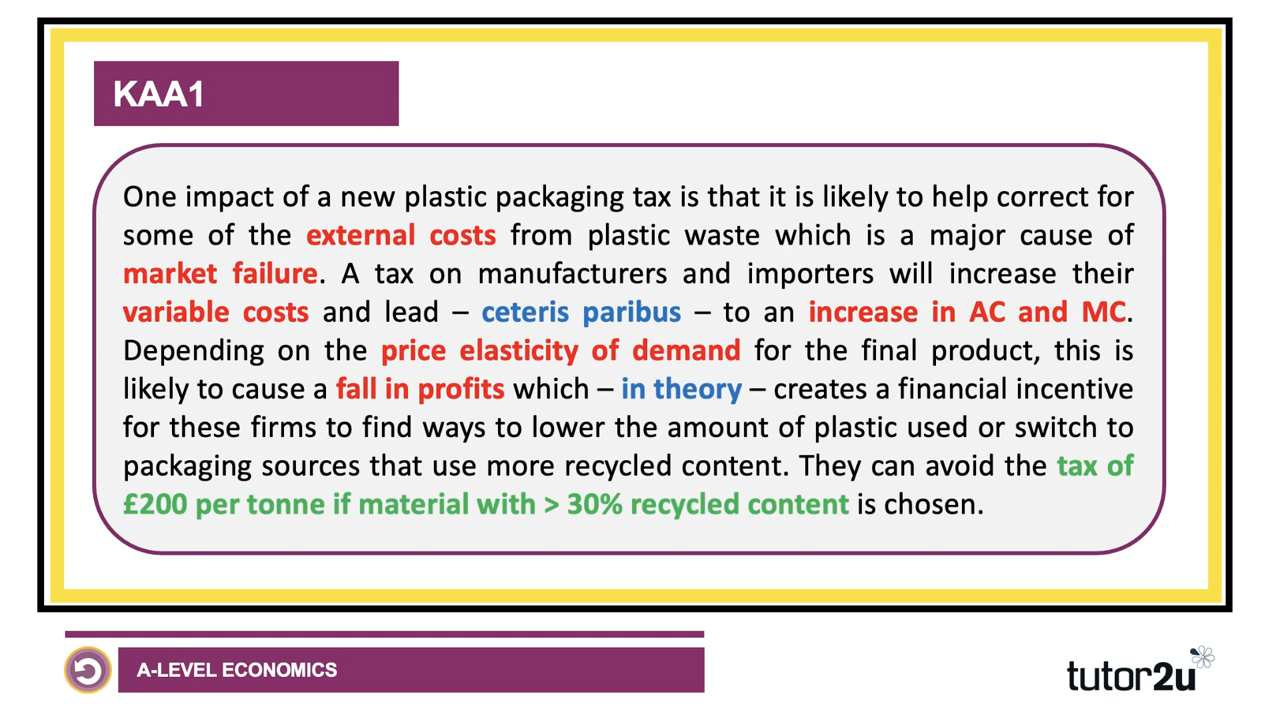 KAA1
One impact of a new plastic packaging tax is that it is likely to help correct for
some of the external costs from plastic waste which is a major cause of
market failure. A tax on manufacturers and importers will increase their
variable costs and lead – ceteris paribus – to an increase in AC and MC.
Depending on the price elasticity of demand for the final product, this is
likely to cause a fall in profits which – in theory – creates a financial incentive
for these firms to find ways to lower the amount of plastic used or switch to
packaging sources that use more recycled content. They can avoid the tax of
£200 per tonne if material with > 30% recycled content is chosen.
A-LEVEL ECONOMICS
tutor2u